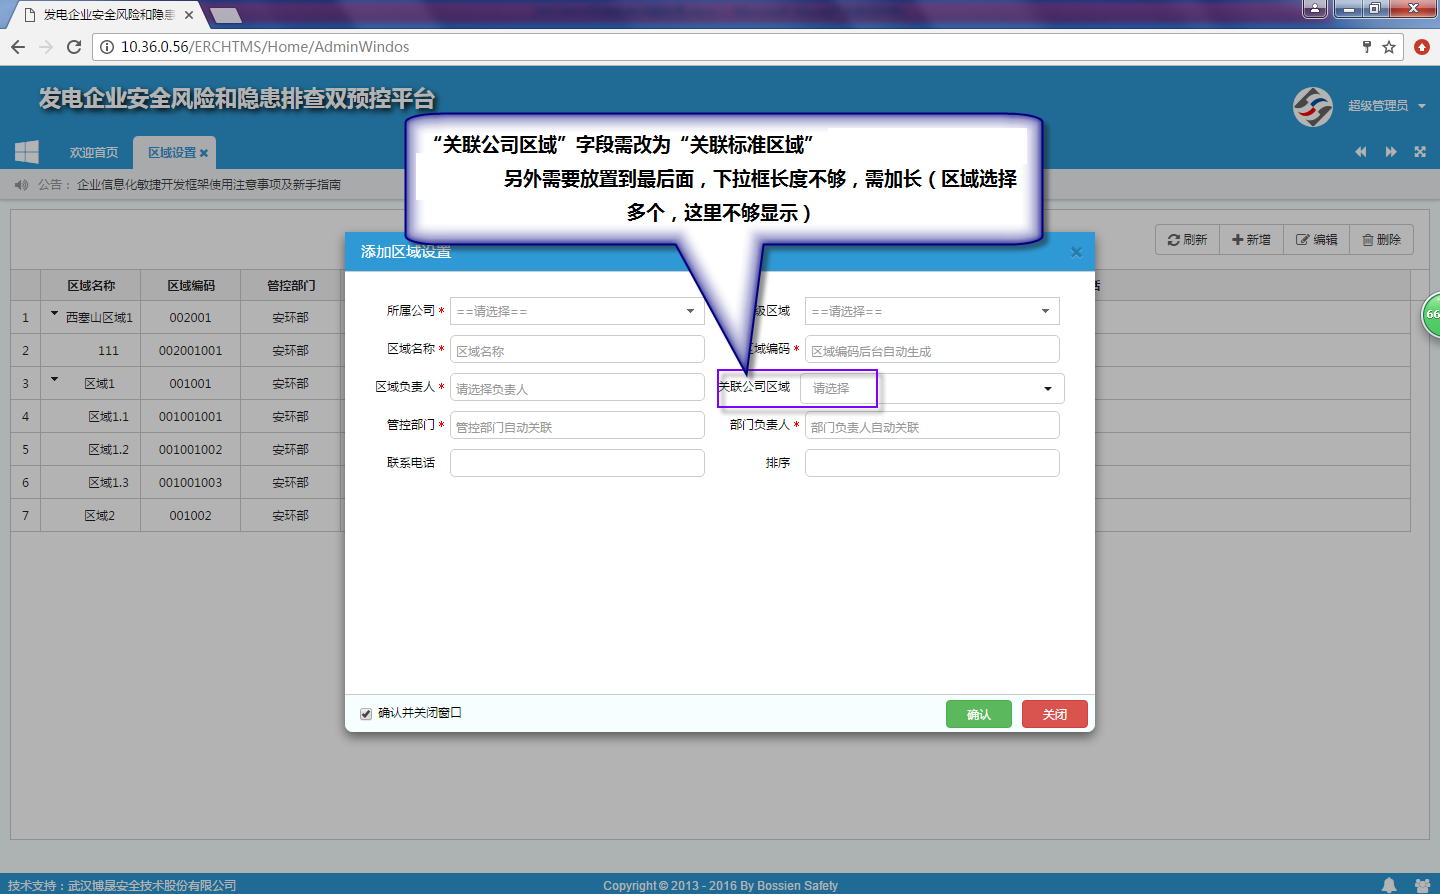 发电企业安全风险和隐患
10.36.0.56/ERCHTMS/Home/AdminWindos
发电企业安全风险和隐患排查双预控平台
超级管理员
欢迎首页
区域设置
公告：
企业信息化敏捷开发框架使用注意事项及新手指南
“关联公司区域”字段需改为“关联标准区域”
另外需要放置到最后面，下拉框长度不够，需加长（区域选择
多个，这里不够显示）
刷新 新增 编辑 删除
区域名称 区域编码 管控部门
1 西塞山区域1 002001 安环部
2 111 002001001 安环部
3 区域1 001001 安环部
4 区域1.1 001001001 安环部
5 区域1.2 001001002 安环部
6 区域1.3 001001003 安环部
7 区域2 001002 安环部
66
添加区域设置
所属公司 * ==请选择== 级区域 ==请选择==
区域名称 * 区域名称 区域编码 * 区域编码后台自动生成
区域负责人 * 请选择负责人 关联公司区域 请选择
管控部门 * 管控部门自动关联 部门负责人 * 部门负责人自动关联
联系电话 排序
确认并关闭窗口
确认 关闭
技术支持：武汉博晟安全技术股份有限公司
Copyright © 2013 - 2016 By Bossien Safety